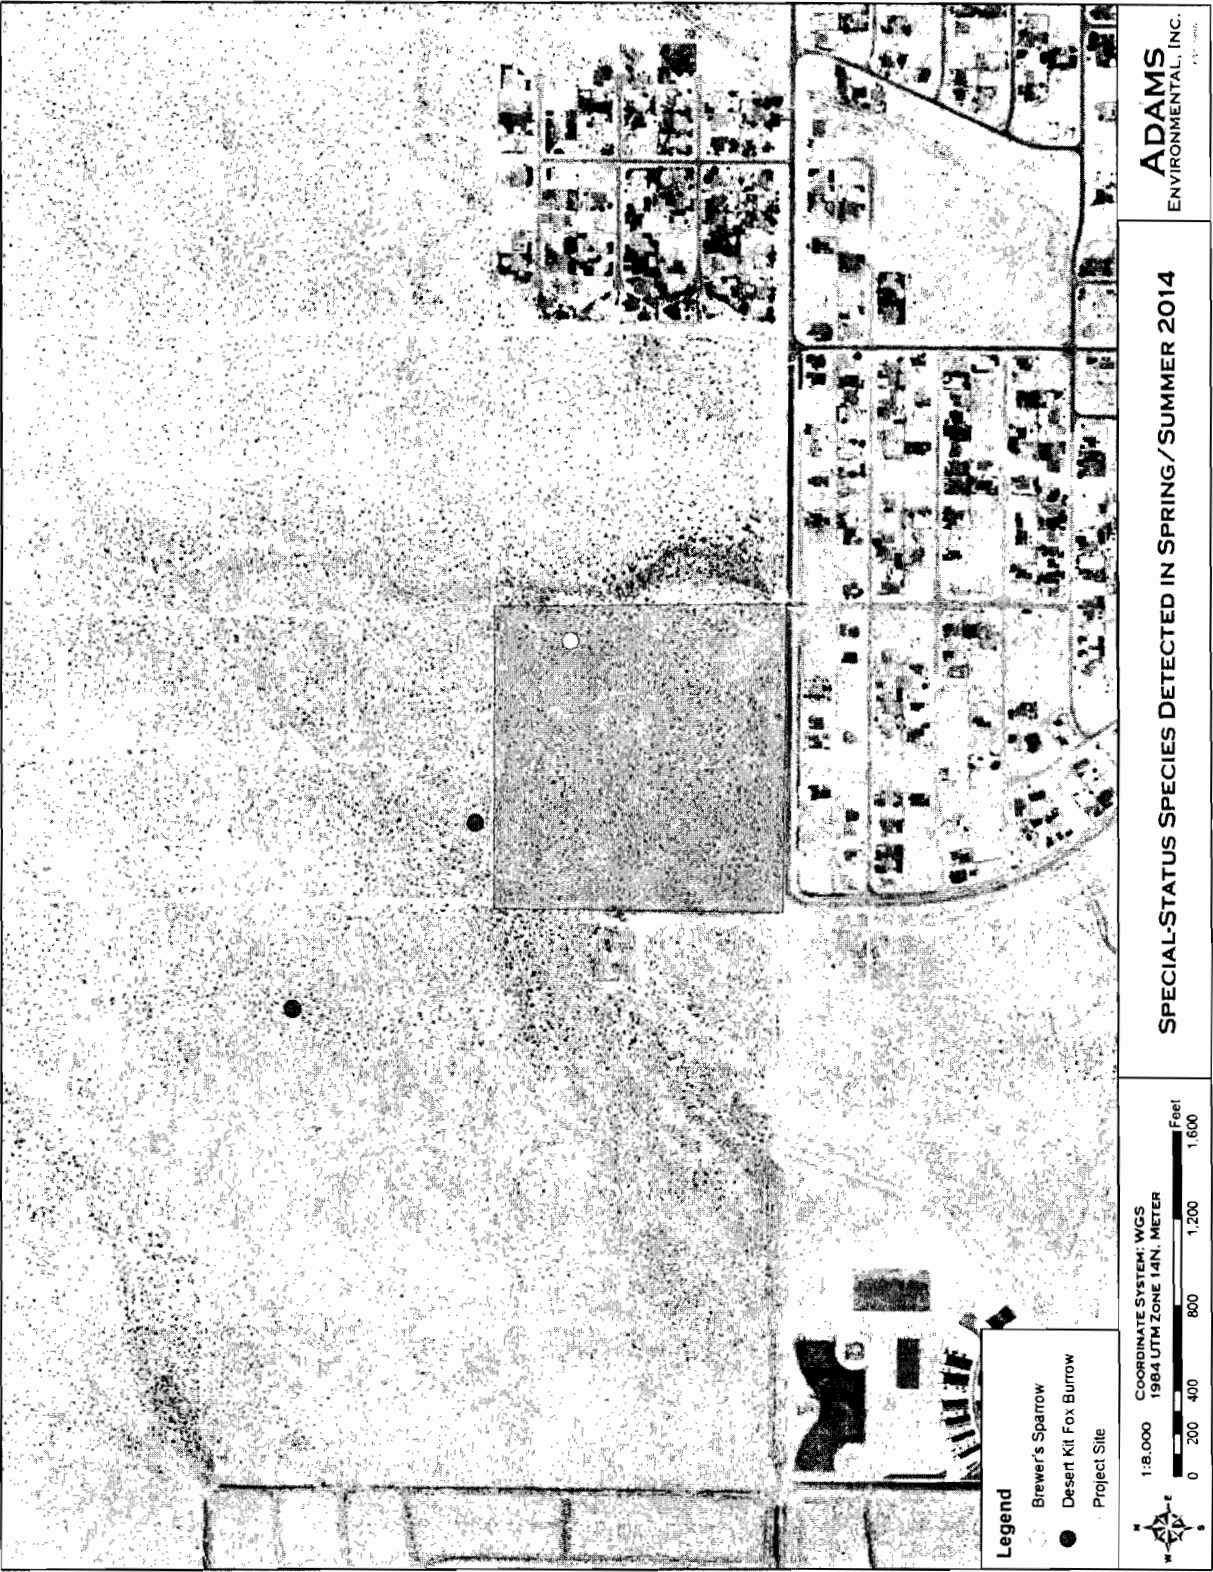 Legend
Brewer's Sparrow
Desert Kit Fox Burrow
Project Site
N
W
E
S
1:8,000
COORDINATE SYSTEM: WGS
1984 UTM ZONE 14N, METER
0 200 400 800 1,200 1,600
Feet
SPECIAL-STATUS SPECIES DETECTED IN SPRING/SUMMER 2014
ADAMS
ENVIRONMENTAL, INC.